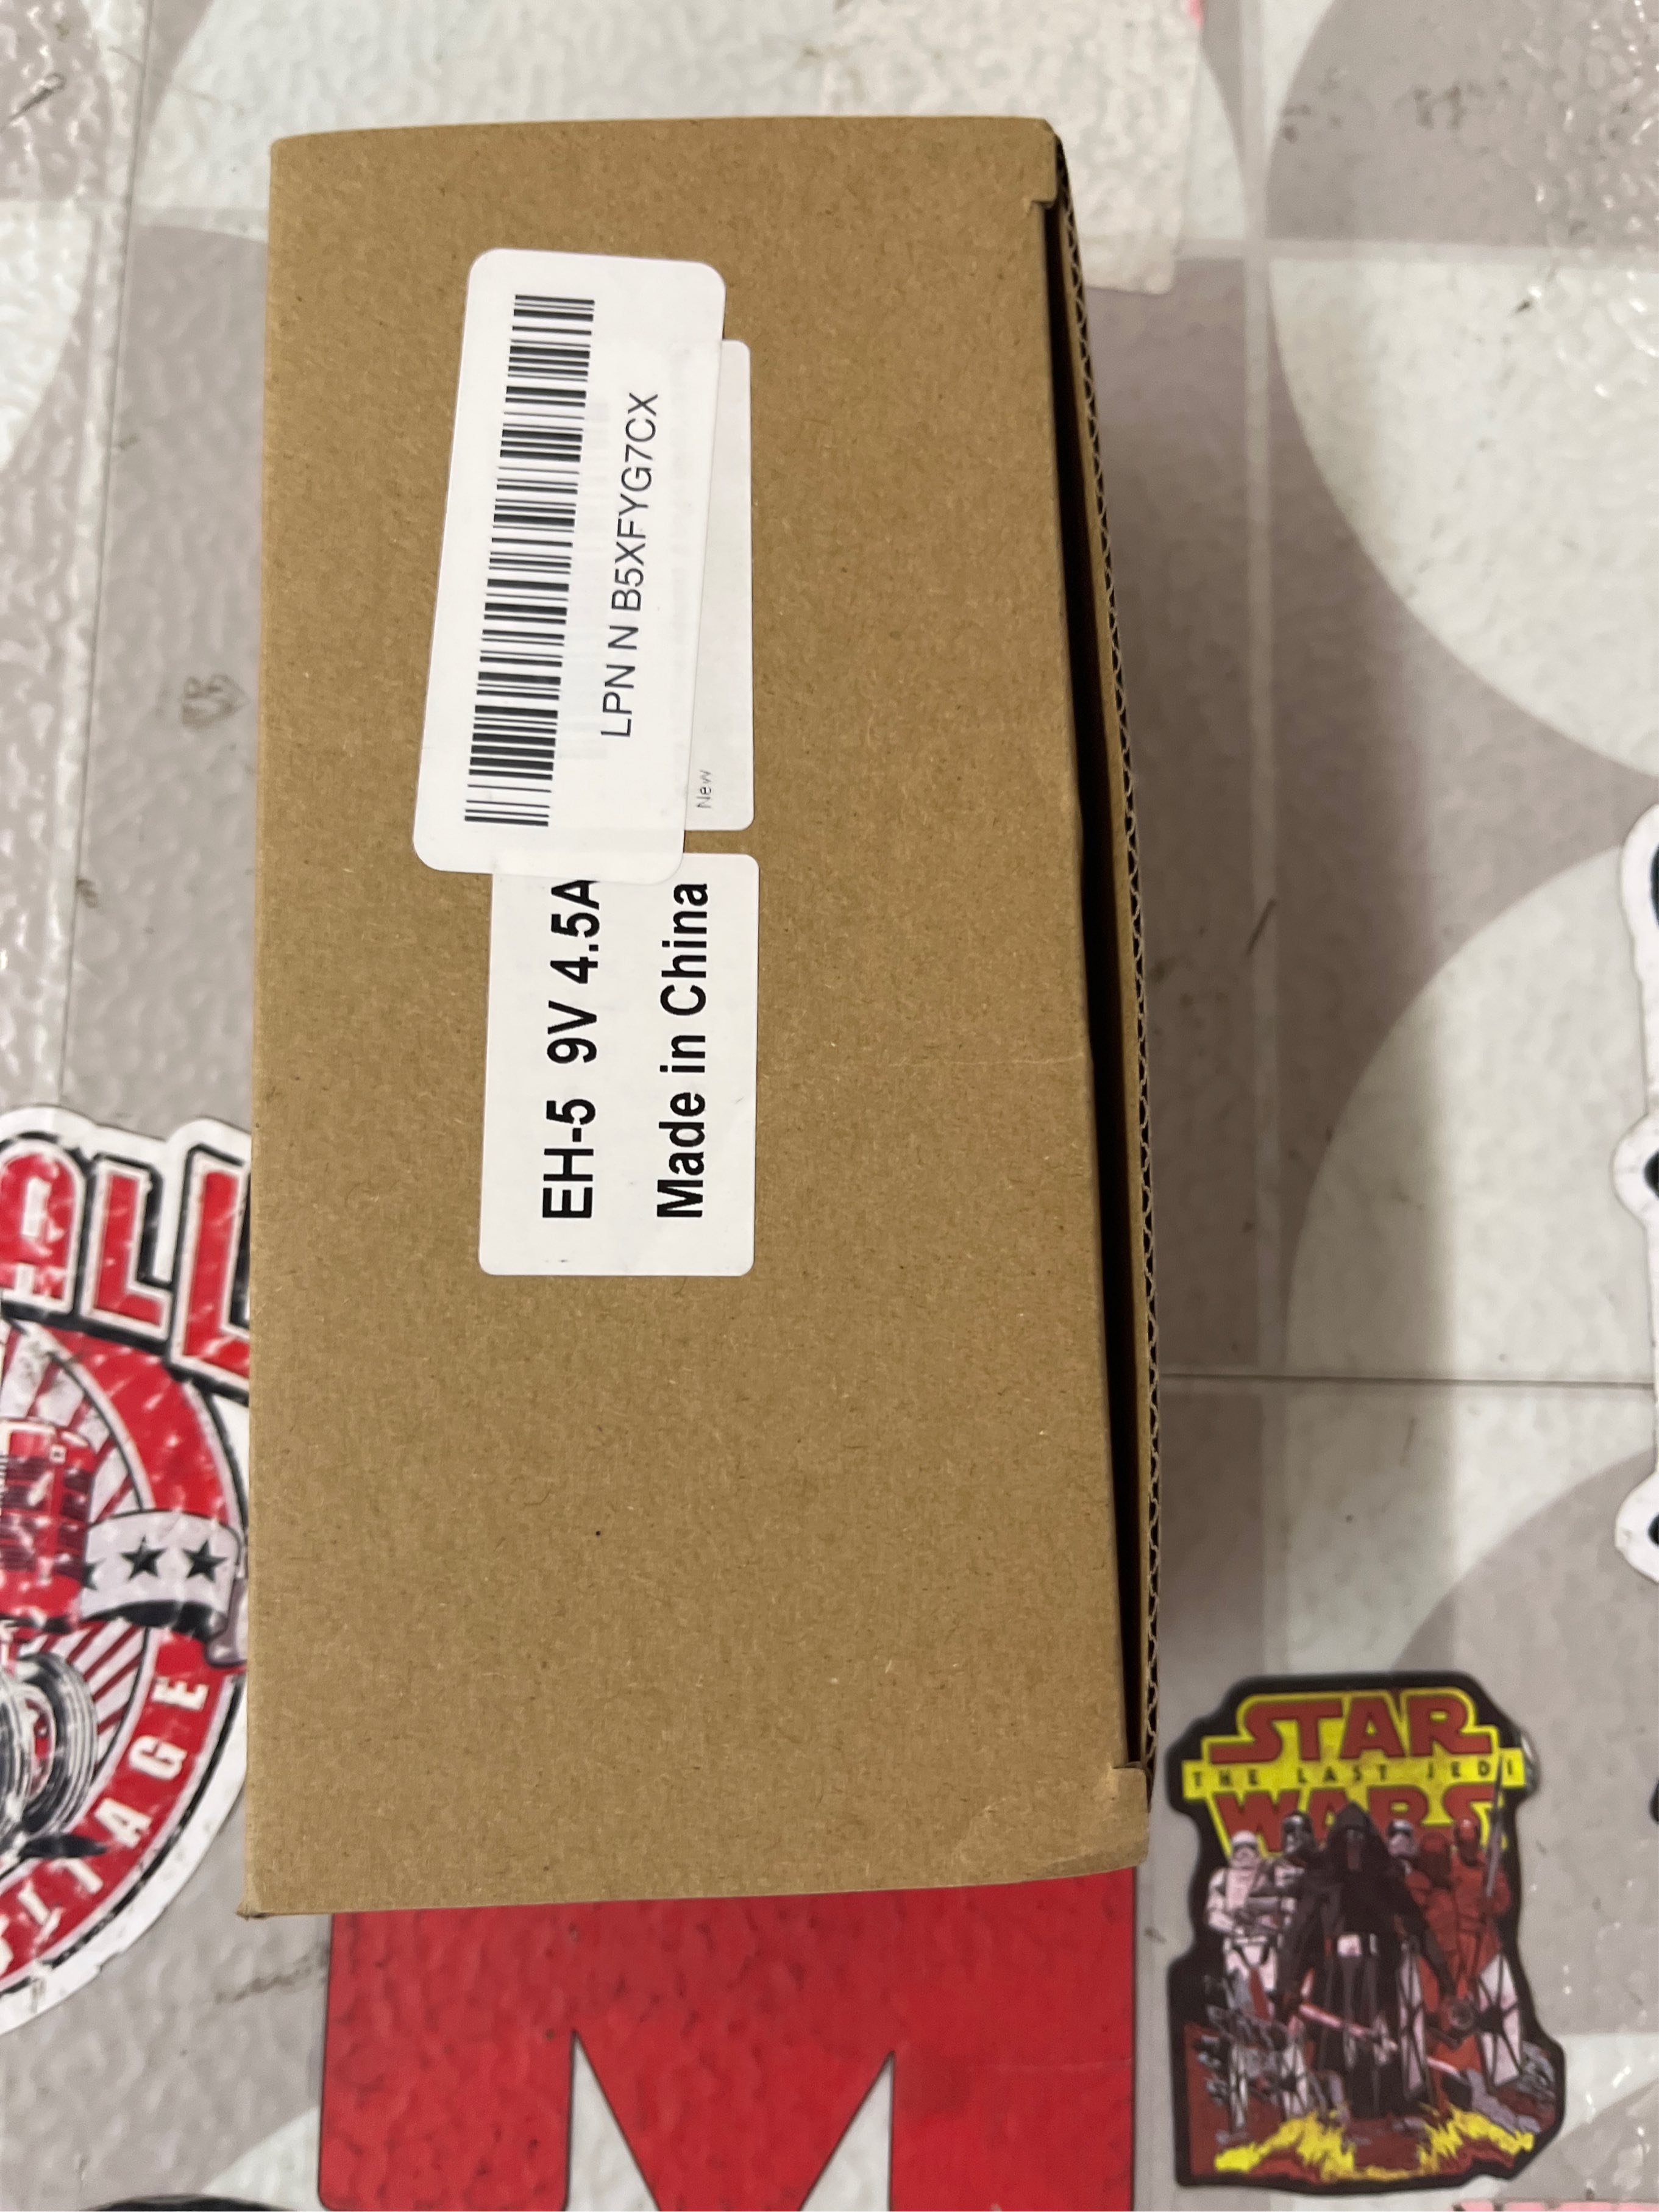 LPN N B5XFYG7CX
New
EH-5 9V 4.5A
Made in China
STAR
THE LAST JEDI
WARS